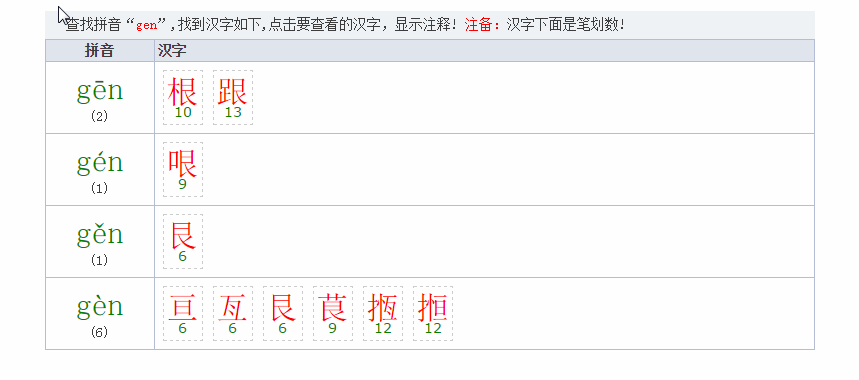 查找拼音“gen”,找到汉字如下,点击要查看的汉字，显示注释！注备：汉字下面是笔划数！
拼音 汉字
gēn 根 跟
(2) 10 13
gén 哏
(1) 9
gěn 艮
(1) 6
gèn 亘 亙 艮 茛 揯 搄
(6) 6 6 6 9 12 12